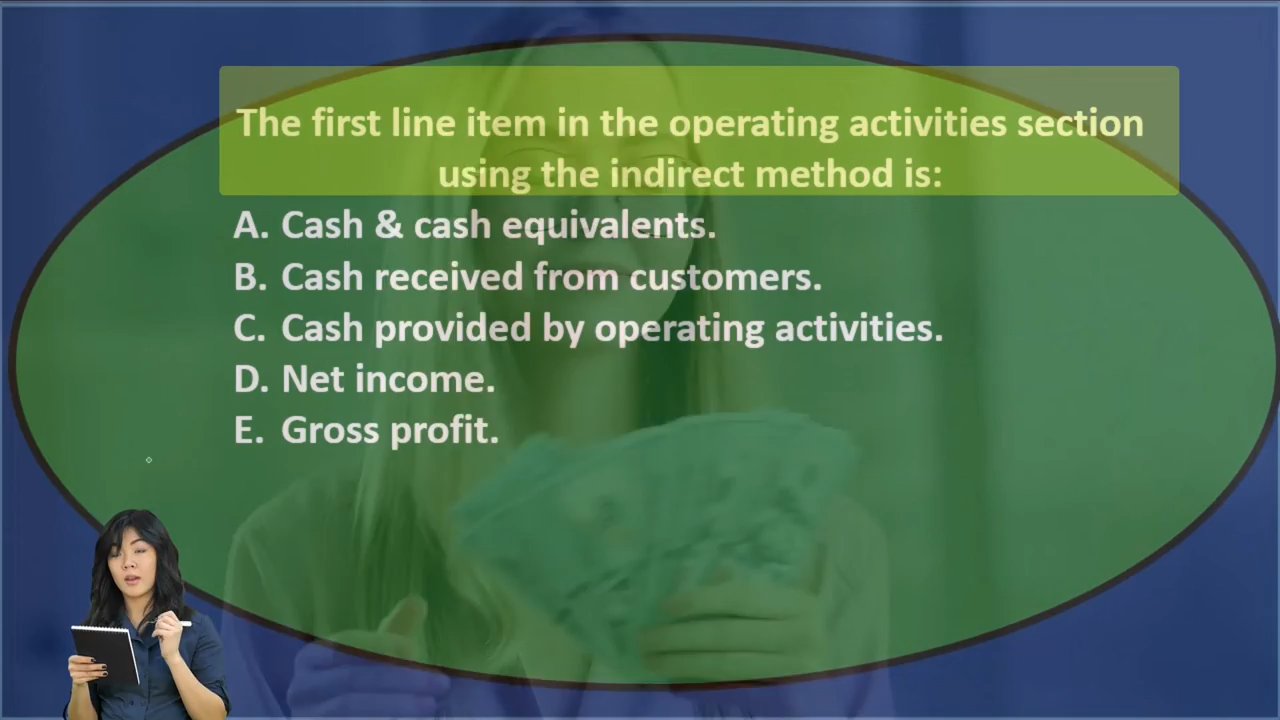 The first line item in the operating activities section
using the indirect method is:
A. Cash & cash equivalents.
B. Cash received from customers.
C. Cash provided by operating activities.
D. Net income.
E. Gross profit.